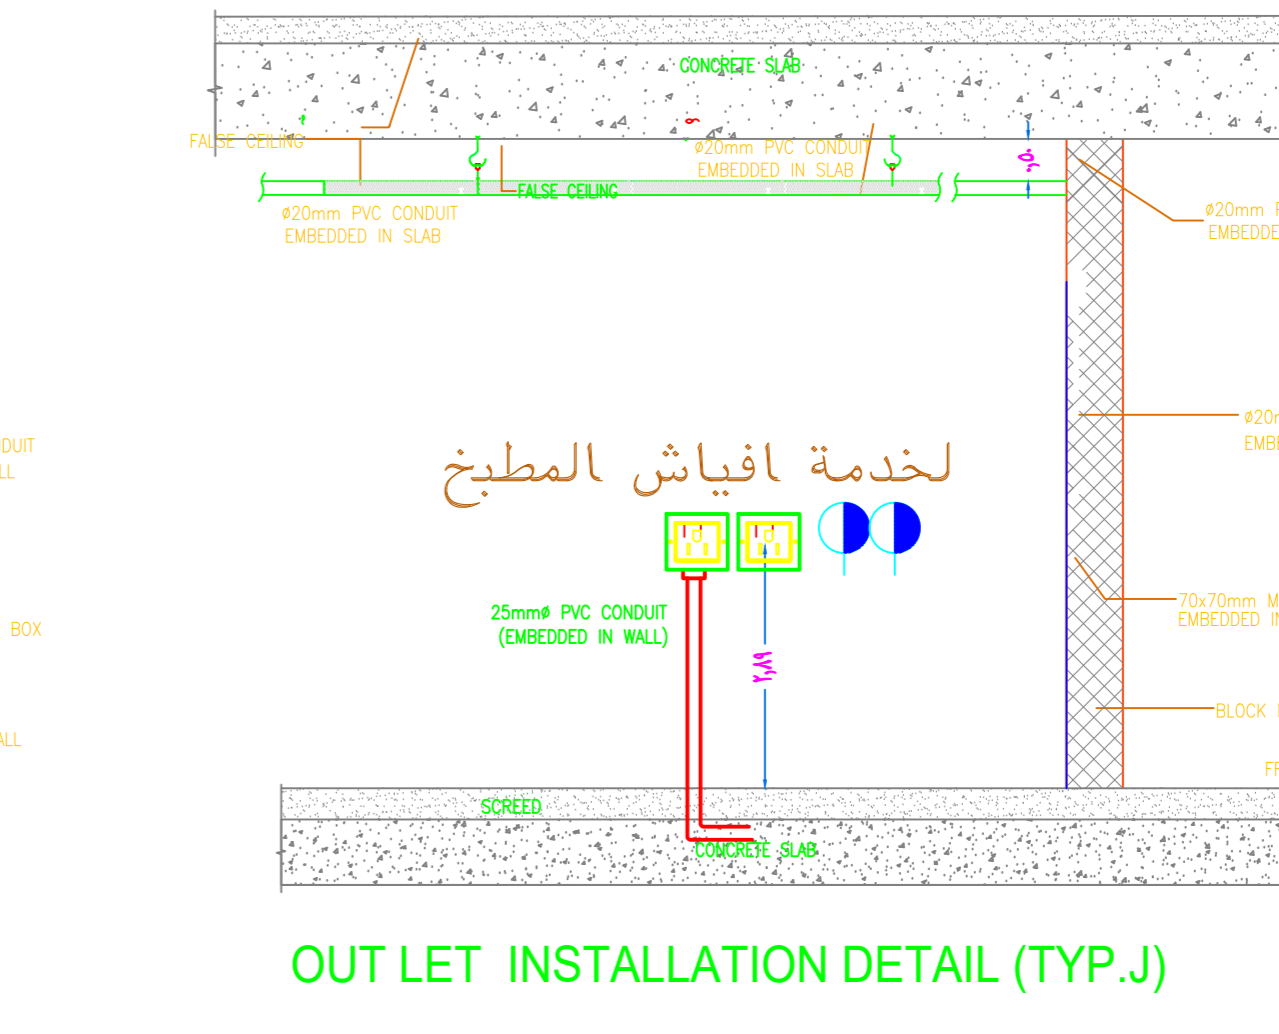 CONCRETE SLAB
FALSE CEILING
ø20mm PVC CONDUIT
EMBEDDED IN SLAB
FALSE CEILING
ø20mm PVC CONDUIT
EMBEDDED IN SLAB
لخدمة افياش المطبخ
25mmø PVC CONDUIT
(EMBEDDED IN WALL)
BOX
70x70mm M
BLOCK
SCREED
CONCRETE SLAB
OUT LET INSTALLATION DETAIL (TYP.J)